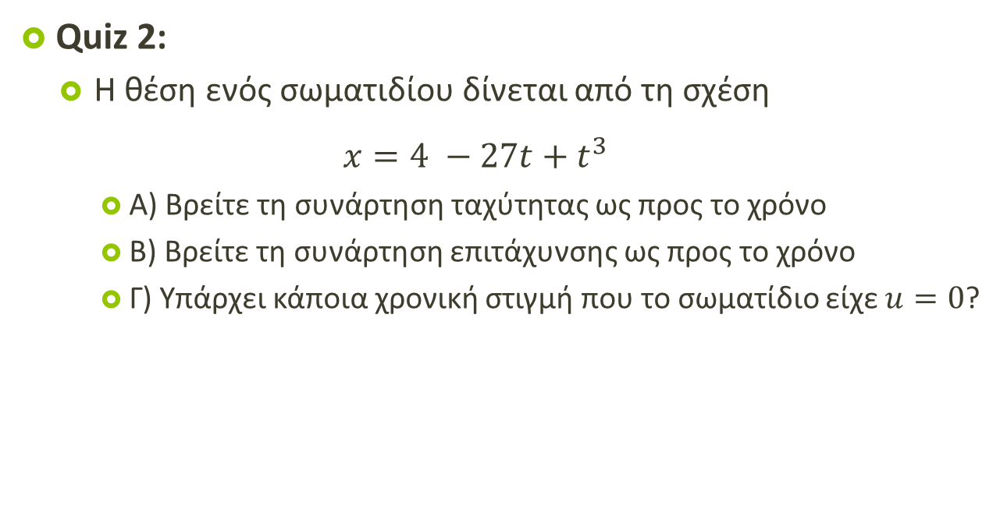 Quiz 2:
Η θέση ενός σωματιδίου δίνεται από τη σχέση
x = 4 − 27t + t³
Α) Βρείτε τη συνάρτηση ταχύτητας ως προς το χρόνο
Β) Βρείτε τη συνάρτηση επιτάχυνσης ως προς το χρόνο
Γ) Υπάρχει κάποια χρονική στιγμή που το σωματίδιο είχε u = 0?